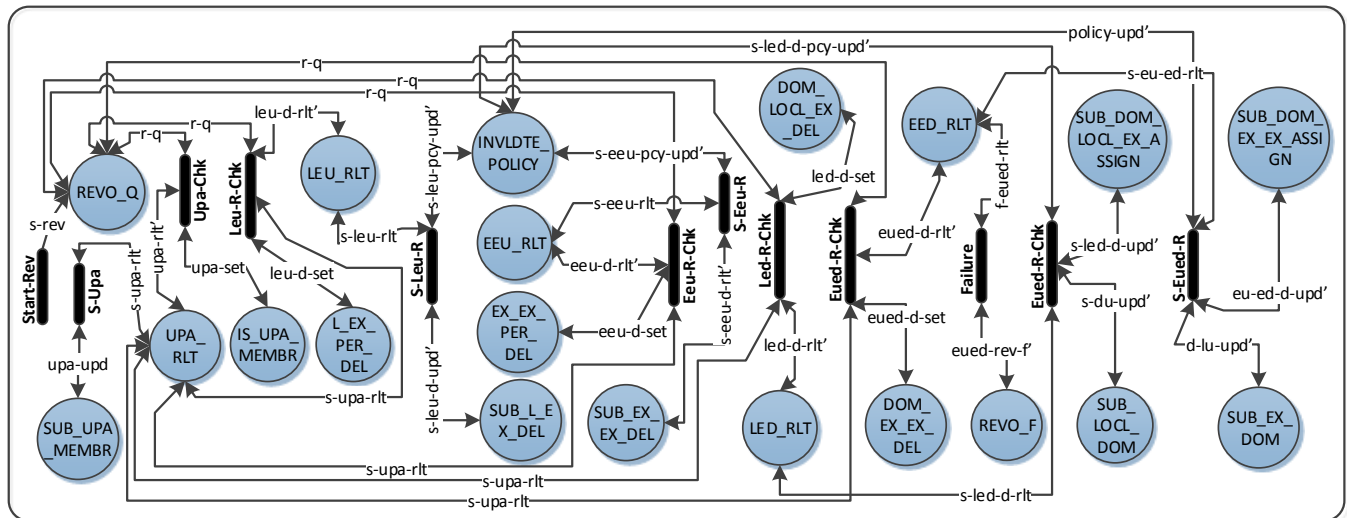 policy-upd’
s-led-d-pcy-upd’
r-q
r-q
r-q
r-q
r-q
leu-d-rlt’
s-eu-ed-rlt
DOM_
LOCL_EX
_DEL
EED_RLT
SUB_DOM_
LOCL_EX_A
SSIGN
SUB_DOM_
EX_EX_ASSI
GN
REVO_Q
Upa-Chk
Leu-R-Chk
LEU_RLT
s-leu-pcy-upd’
INVLDTE_
POLICY
s-eeu-pcy-upd’
S-Eeu-R
led-d-set
f-eued-rlt
s-rev
upa-rlt’
s-leu-rlt
s-eeu-rlt
EEU_RLT
eeu-d-rlt’
Eeu-R-Chk
Led-R-Chk
Eued-R-Chk
eued-d-rlt’
Failure
Eued-R-Chk
s-led-d-upd’
S-Eued-R
Start-Rev
S-Upa
s-upa-rlt’
upa-set
leu-d-set
S-Leu-R
s-eeu-d-rlt’
s-du-upd’
eu-ed-d-upd’
UPA_
RLT
IS_UPA_
MEMBR
L_EX_
PER_
DEL
EX_EX_
PER_
DEL
eeu-d-set
led-d-rlt’
eued-d-set
eued-rev-f’
d-lu-upd’
upa-upd
s-leu-d-upd’
s-upa-rlt
SUB_UPA
_MEMBR
SUB_L_E
X_DEL
SUB_EX_
EX_DEL
LED_RLT
DOM_
EX_EX_
DEL
REVO_F
SUB_
LOCL_
DOM
SUB_EX_
DOM
s-upa-rlt
s-upa-rlt
s-upa-rlt
s-led-d-rlt